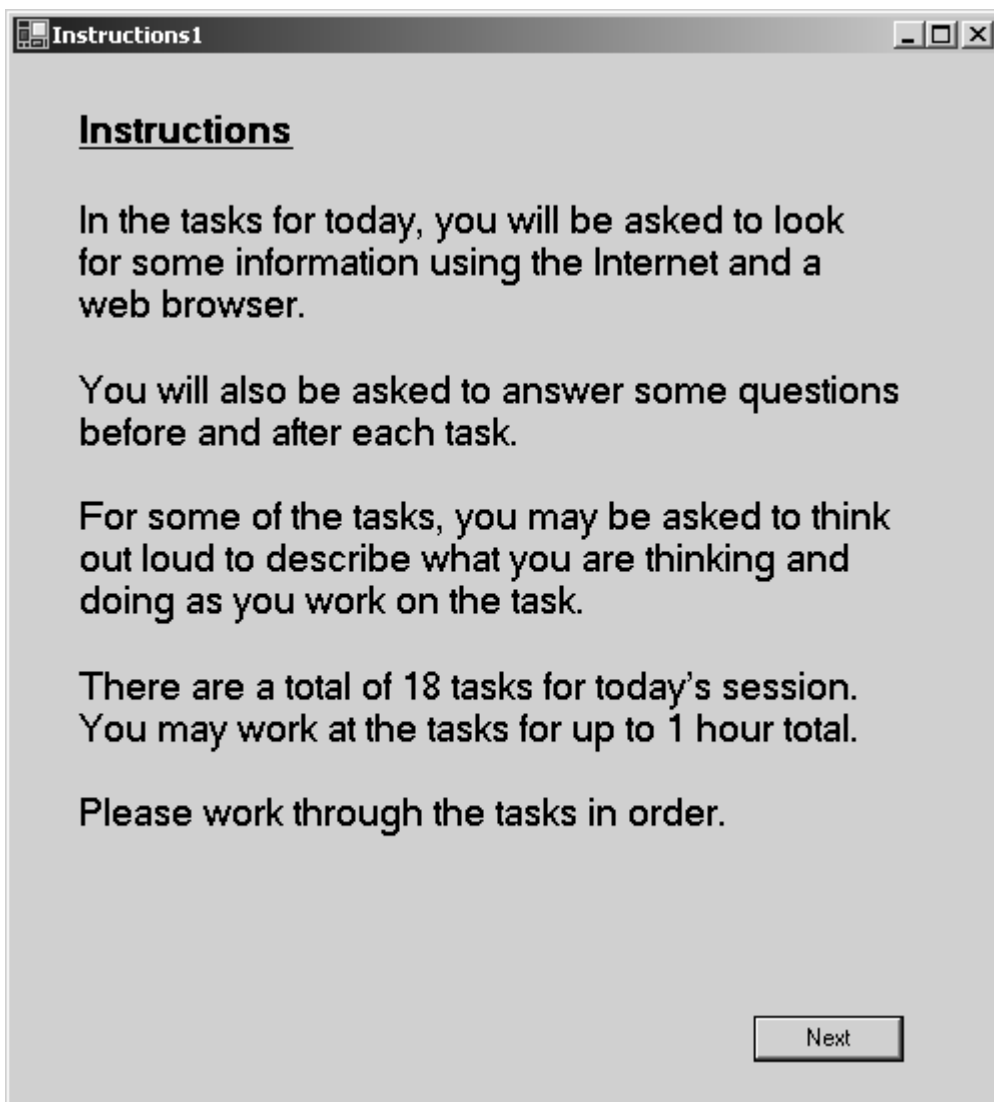 Instructions1
Instructions
In the tasks for today, you will be asked to look
for some information using the Internet and a
web browser.
You will also be asked to answer some questions
before and after each task.
For some of the tasks, you may be asked to think
out loud to describe what you are thinking and
doing as you work on the task.
There are a total of 18 tasks for today's session.
You may work at the tasks for up to 1 hour total.
Please work through the tasks in order.
Next